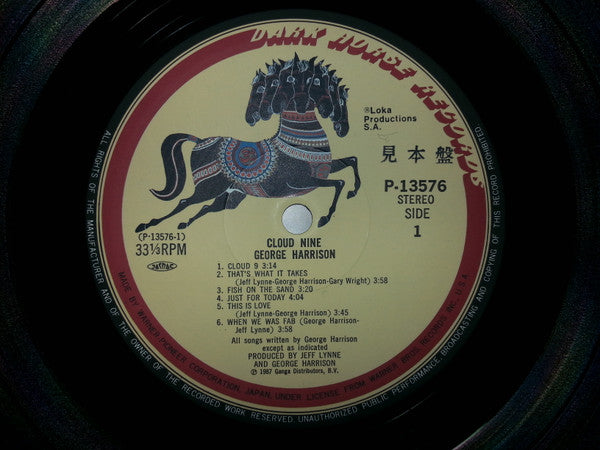 DARK HORSE RECORDS
℗Loka
Productions
S.A.
見本盤
P-13576
STEREO
SIDE
1
(P-13576-1)
33⅓RPM
CLOUD NINE
GEORGE HARRISON
1. CLOUD 9 3:14
2. THAT'S WHAT IT TAKES
(Jeff Lynne-George Harrison-Gary Wright) 3:58
3. FISH ON THE SAND 3:20
4. JUST FOR TODAY 4:04
5. THIS IS LOVE
(Jeff Lynne-George Harrison) 3:45
6. WHEN WE WAS FAB (George Harrison-
Jeff Lynne) 3:58
All songs written by George Harrison
except as indicated
PRODUCED BY JEFF LYNNE
AND GEORGE HARRISON
℗ 1987 Ganga Distributors, B.V.
MADE BY WARNER-PIONEER CORPORATION, JAPAN, UNDER LICENSE FROM WARNER BROS. RECORDS INC., U.S.A.
ALL RIGHTS OF THE MANUFACTURER AND OF THE OWNER OF THE RECORDED WORK RESERVED. UNAUTHORIZED PUBLIC PERFORMANCE, BROADCASTING AND COPYING OF THIS RECORD PROHIBITED.